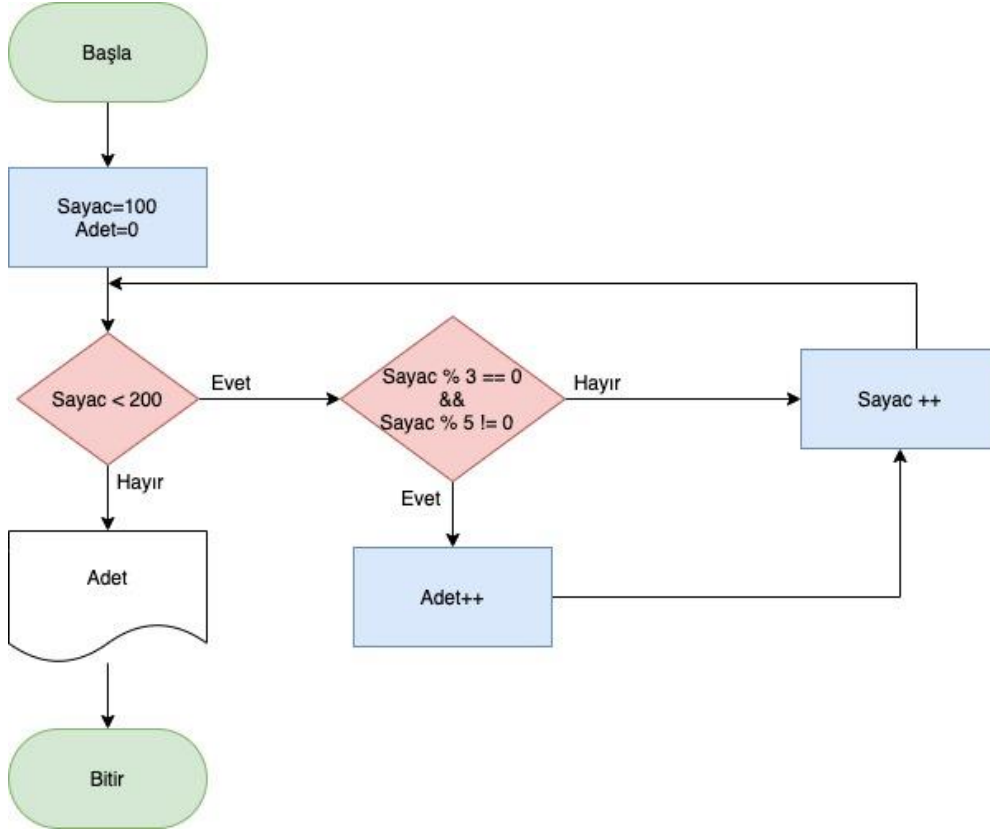 Başla
Sayac=100
Adet=0
Sayac < 200
Evet
Sayac % 3 == 0
&&
Sayac % 5 != 0
Hayır
Sayac ++
Hayır
Evet
Adet
Adet++
Bitir